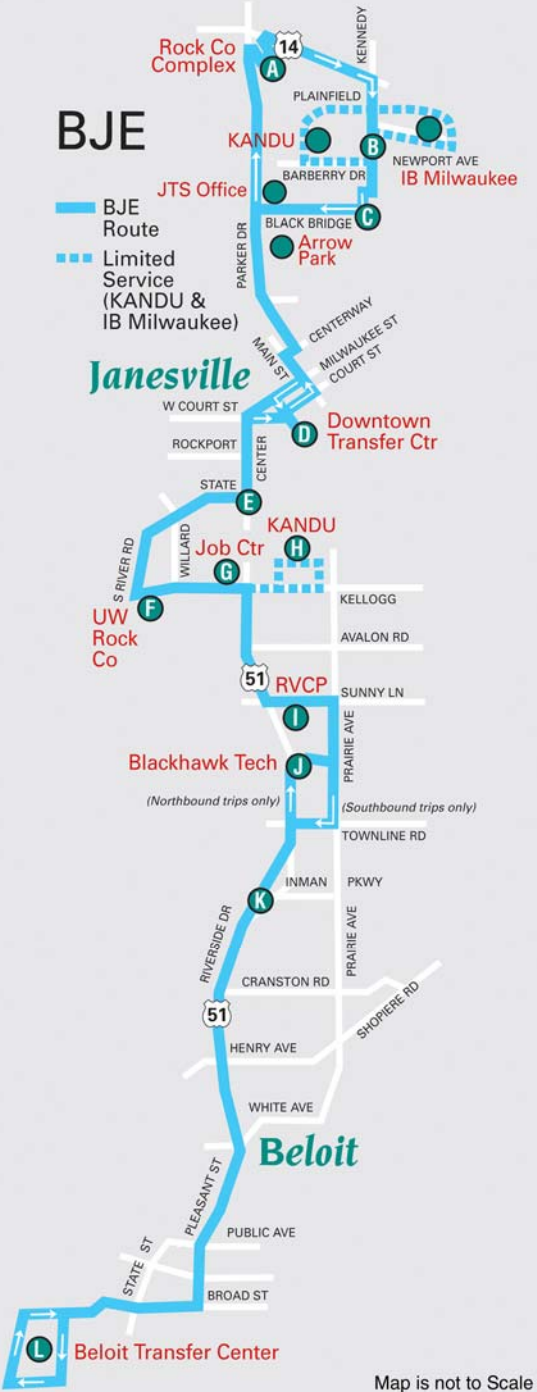 Rock Co
Complex
A
14
KENNEDY
BJE
PLAINFIELD
KANDU
B
NEWPORT AVE
IB Milwaukee
BARBERRY DR
JTS Office
BJE
Route
C
BLACK BRIDGE
PARKER DR
Arrow
Park
Limited
Service
(KANDU &
IB Milwaukee)
CENTERWAY
MAIN ST
MILWAUKEE ST
COURT ST
Janesville
W COURT ST
D
Downtown
Transfer Ctr
ROCKPORT
CENTER
STATE
E
KANDU
H
WILLARD
Job Ctr
G
S RIVER RD
F
UW
Rock
Co
KELLOGG
AVALON RD
51
RVCP
SUNNY LN
I
PRAIRIE AVE
Blackhawk Tech
J
(Northbound trips only)
(Southbound trips only)
TOWNLINE RD
INMAN PKWY
K
RIVERSIDE DR
PRAIRIE AVE
CRANSTON RD
51
SHOPIERE RD
HENRY AVE
WHITE AVE
Beloit
PLEASANT ST
PUBLIC AVE
STATE ST
BROAD ST
L
Beloit Transfer Center
Map is not to Scale